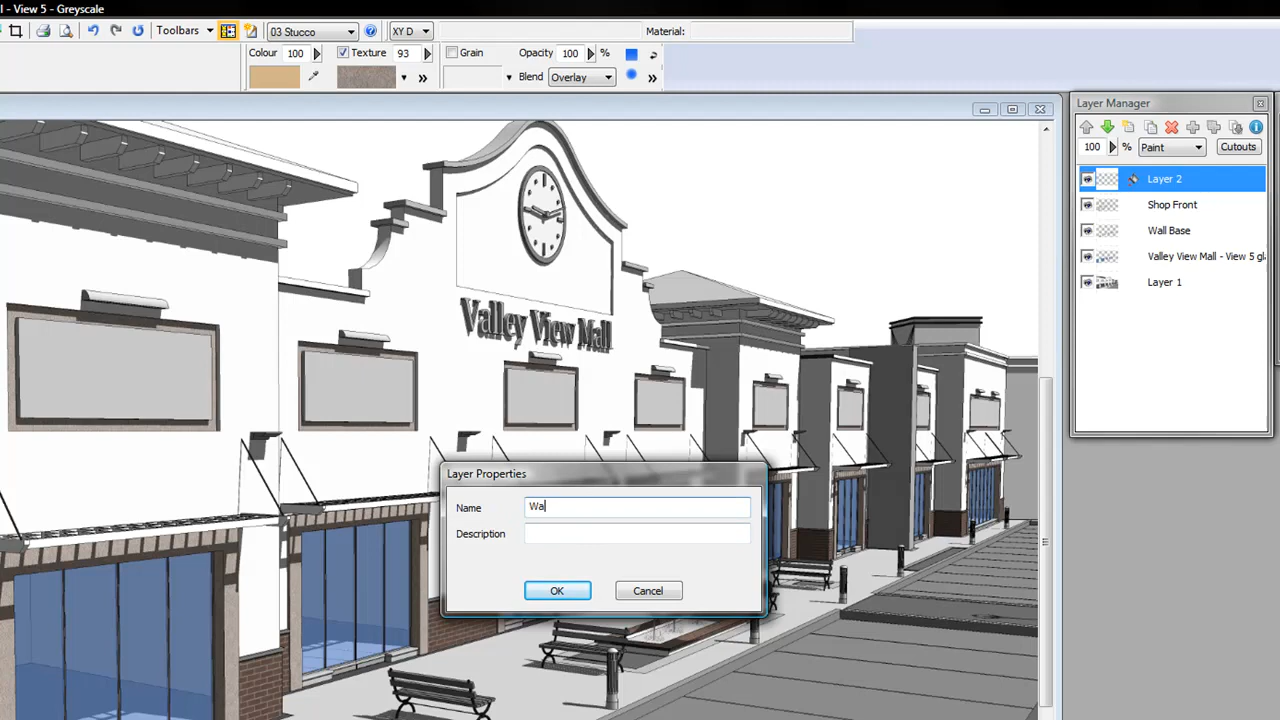 l - View 5 - Greyscale
Toolbars 03 Stucco XY D Material:
Colour 100 Texture 93 Grain Opacity 100 %
Blend Overlay
Layer Manager
100 % Paint Cutouts
Layer 2
Shop Front
Wall Base
Valley View Mall - View 5 gl
Layer 1
Valley View Mall
Layer Properties
Name Wa
Description
OK Cancel